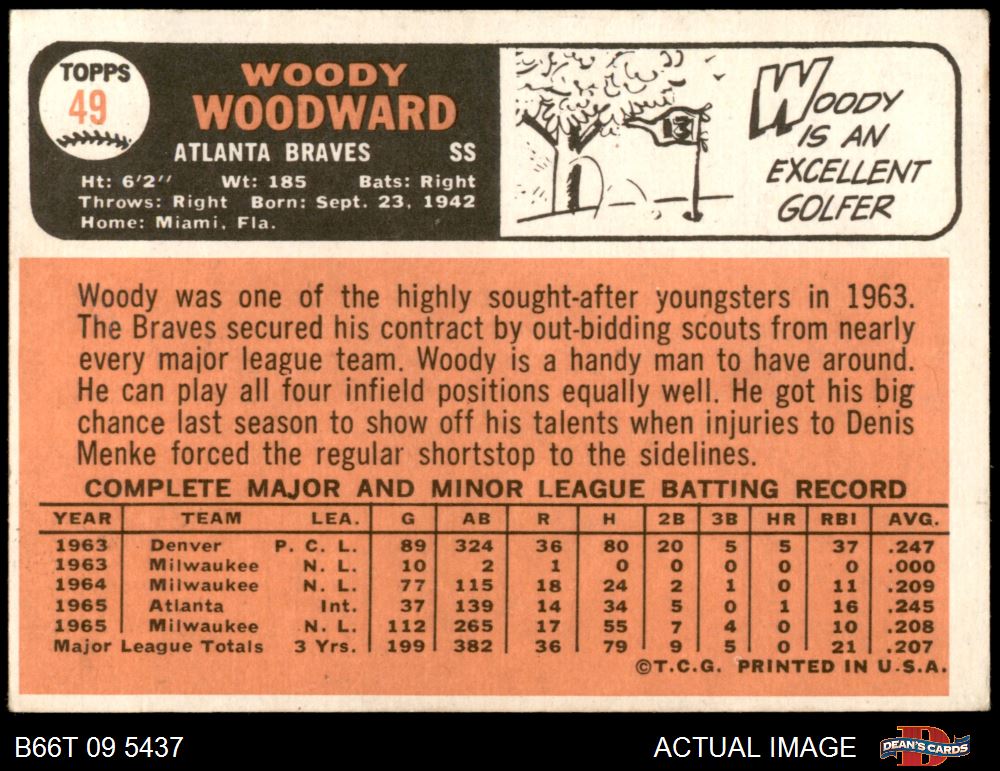 TOPPS
49
WOODY
WOODWARD
ATLANTA BRAVES SS
Ht: 6'2" Wt: 185 Bats: Right
Throws: Right Born: Sept. 23, 1942
Home: Miami, Fla.
13
WOODY
IS AN
EXCELLENT
GOLFER
Woody was one of the highly sought-after youngsters in 1963.
The Braves secured his contract by out-bidding scouts from nearly
every major league team. Woody is a handy man to have around.
He can play all four infield positions equally well. He got his big
chance last season to show off his talents when injuries to Denis
Menke forced the regular shortstop to the sidelines.
COMPLETE MAJOR AND MINOR LEAGUE BATTING RECORD
YEAR TEAM LEA. G AB R H 2B 3B HR RBI AVG.
1963 Denver P. C. L. 89 324 36 80 20 5 5 37 .247
1963 Milwaukee N. L. 10 2 1 0 0 0 0 0 .000
1964 Milwaukee N. L. 77 115 18 24 2 1 0 11 .209
1965 Atlanta Int. 37 139 14 34 5 0 1 16 .245
1965 Milwaukee N. L. 112 265 17 55 7 4 0 10 .208
Major League Totals 3 Yrs. 199 382 36 79 9 5 0 21 .207
©T.C.G. PRINTED IN U.S.A.
B66T 09 5437 ACTUAL IMAGE
DEAN'S CARDS